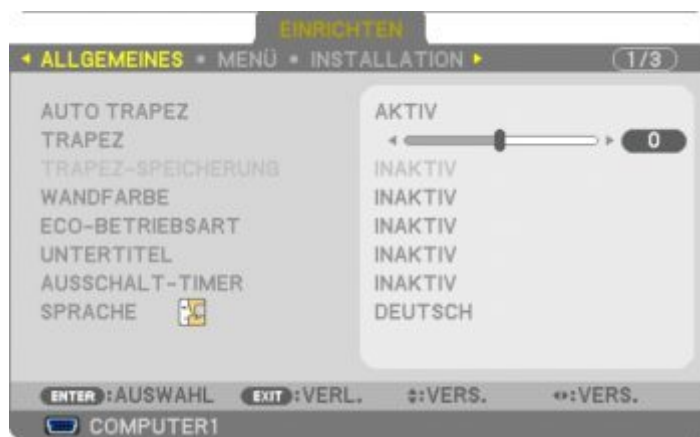 EINRICHTEN
ALLGEMEINES • MENÜ • INSTALLATION 1/3
AUTO TRAPEZ AKTIV
TRAPEZ 0
TRAPEZ-SPEICHERUNG INAKTIV
WANDFARBE INAKTIV
ECO-BETRIEBSART INAKTIV
UNTERTITEL INAKTIV
AUSSCHALT-TIMER INAKTIV
SPRACHE DEUTSCH
ENTER :AUSWAHL EXIT :VERL. :VERS. :VERS.
COMPUTER1